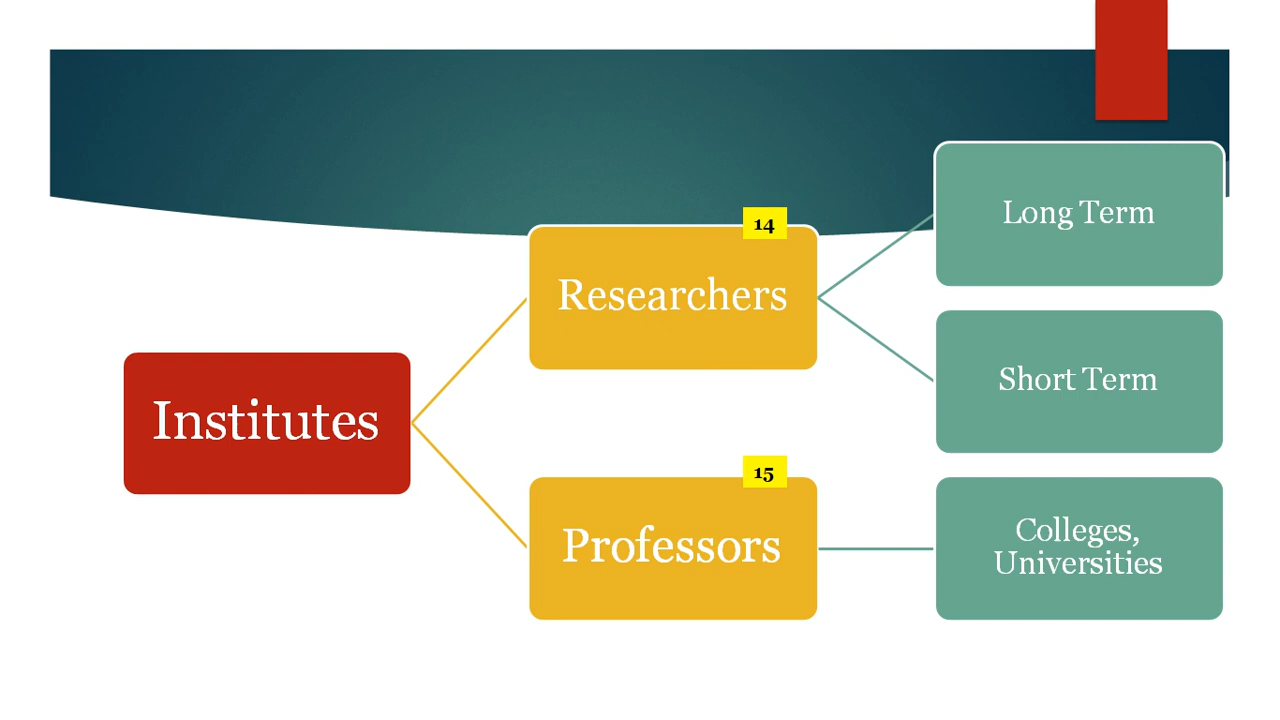 Institutes
14
Researchers
Long Term
Short Term
15
Professors
Colleges,
Universities